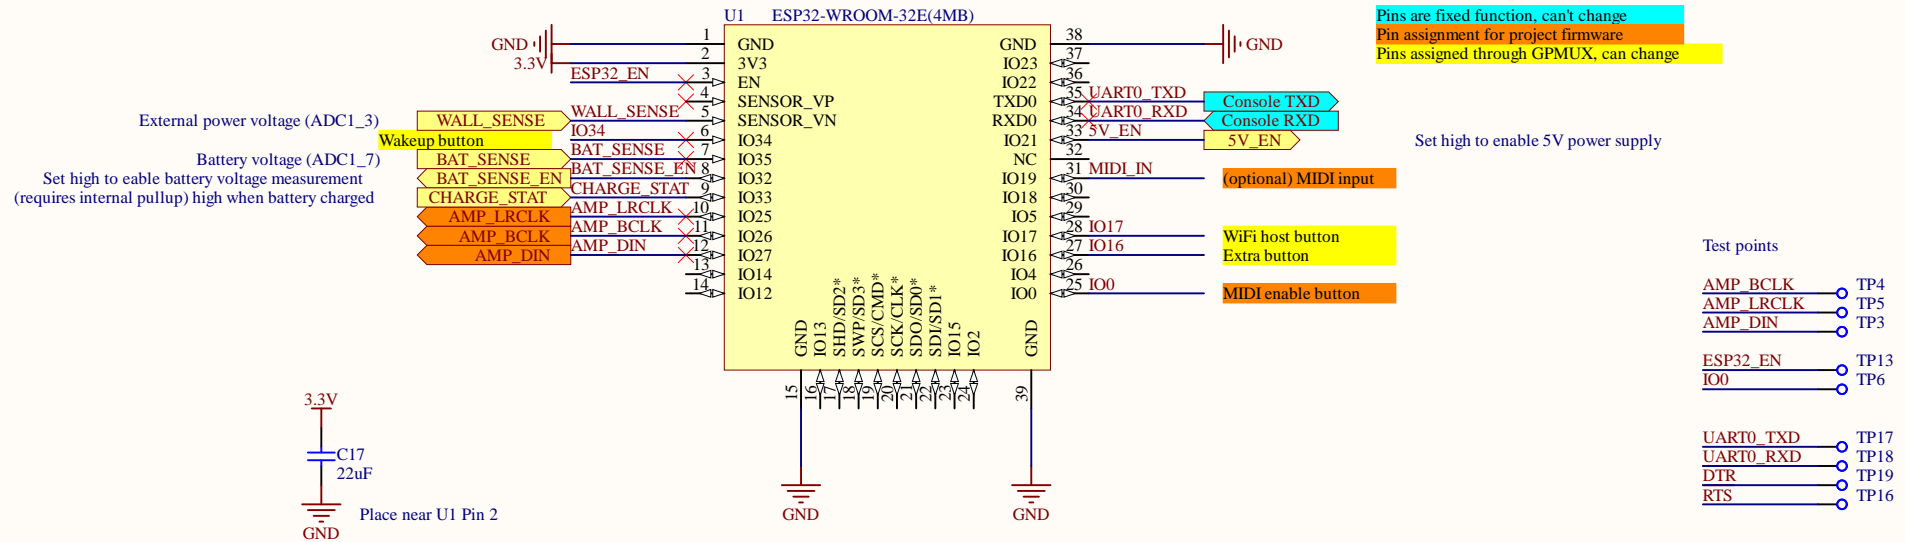 U1 ESP32-WROOM-32E(4MB)
Pins are fixed function, can't change
Pin assignment for project firmware
Pins assigned through GPMUX, can change
GND
3.3V
ESP32_EN
External power voltage (ADC1_3) WALL_SENSE WALL_SENSE
Wakeup button IO34
Battery voltage (ADC1_7) BAT_SENSE BAT_SENSE
Set high to eable battery voltage measurement BAT_SENSE_EN BAT_SENSE_EN
(requires internal pullup) high when battery charged CHARGE_STAT CHARGE_STAT
AMP_LRCLK AMP_LRCLK
AMP_BCLK AMP_BCLK
AMP_DIN AMP_DIN
1 GND
2 3V3
3 EN
4 SENSOR_VP
5 SENSOR_VN
6 IO34
7 IO35
8 IO32
9 IO33
10 IO25
11 IO26
12 IO27
13 IO14
14 IO12
GND 38 GND
IO23 37
IO22 36
TXD0 35 UART0_TXD Console TXD
RXD0 34 UART0_RXD Console RXD
IO21 33 5V_EN 5V_EN Set high to enable 5V power supply
NC 32
IO19 31 MIDI_IN (optional) MIDI input
IO18 30
IO5 29
IO17 28 IO17 WiFi host button
IO16 27 IO16 Extra button
IO4 26
IO0 25 IO0 MIDI enable button
GND 15
IO13 16
SHD/SD2* 17
SWP/SD3* 18
SCS/CMD* 19
SCK/CLK* 20
SDO/SD0* 21
SDI/SD1* 22
IO15 23
IO2 24
GND 39
GND
GND
3.3V
C17
22uF
GND
Place near U1 Pin 2
Test points
AMP_BCLK TP4
AMP_LRCLK TP5
AMP_DIN TP3
ESP32_EN TP13
IO0 TP6
UART0_TXD TP17
UART0_RXD TP18
DTR TP19
RTS TP16